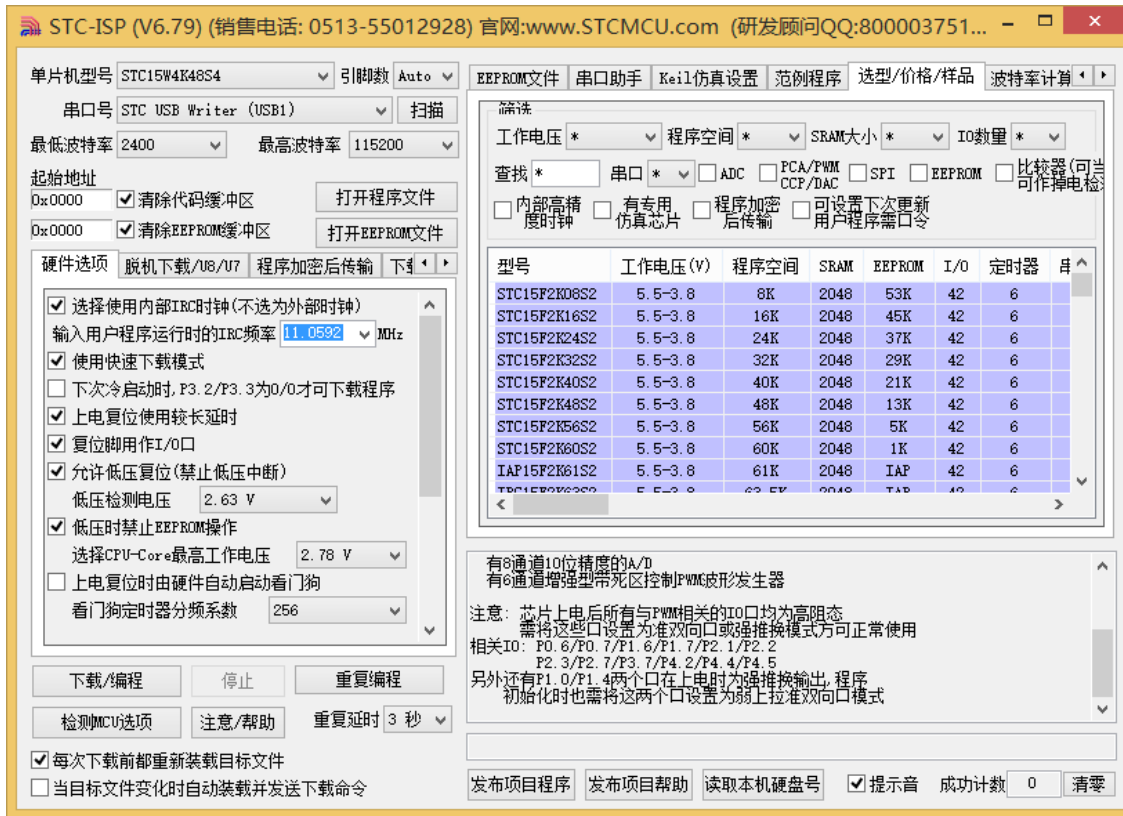 STC-ISP (V6.79) (销售电话: 0513-55012928) 官网:www.STCMCU.com (研发顾问QQ:800003751...
单片机型号 STC15W4K48S4 引脚数 Auto
串口号 STC USB Writer (USB1) 扫描
最低波特率 2400 最高波特率 115200
起始地址
0x0000 清除代码缓冲区 打开程序文件
0x0000 清除EEPROM缓冲区 打开EEPROM文件
硬件选项 脱机下载/U8/U7 程序加密后传输
选择使用内部IRC时钟(不选为外部时钟)
输入用户程序运行时的IRC频率 11.0592 MHz
使用快速下载模式
下次冷启动时,P3.2/P3.3为0/0才可下载程序
上电复位使用较长延时
复位脚用作I/O口
允许低压复位(禁止低压中断)
低压检测电压 2.63 V
低压时禁止EEPROM操作
选择CPU-Core最高工作电压 2.78 V
上电复位时由硬件自动启动看门狗
看门狗定时器分频系数 256
下载/编程 停止 重复编程
检测MCU选项 注意/帮助 重复延时 3 秒
每次下载前都重新装载目标文件
当目标文件变化时自动装载并发送下载命令
EEPROM文件 串口助手 Keil仿真设置 范例程序 选型/价格/样品 波特率计算
筛选
工作电压 * 程序空间 * SRAM大小 * IO数量 *
查找 * 串口 * ADC PCA/PWM CCP/DAC SPI EEPROM 比较器(可当 可作掉电检
内部高精度时钟 有专用仿真芯片 程序加密后传输 可设置下次更新用户程序需口令
型号 工作电压(V) 程序空间 SRAM EEPROM I/O 定时器 串
STC15F2K08S2 5.5-3.8 8K 2048 53K 42 6
STC15F2K16S2 5.5-3.8 16K 2048 45K 42 6
STC15F2K24S2 5.5-3.8 24K 2048 37K 42 6
STC15F2K32S2 5.5-3.8 32K 2048 29K 42 6
STC15F2K40S2 5.5-3.8 40K 2048 21K 42 6
STC15F2K48S2 5.5-3.8 48K 2048 13K 42 6
STC15F2K56S2 5.5-3.8 56K 2048 5K 42 6
STC15F2K60S2 5.5-3.8 60K 2048 1K 42 6
IAP15F2K61S2 5.5-3.8 61K 2048 IAP 42 6
有8通道10位精度的A/D
有6通道增强型带死区控制PWM波形发生器
注意: 芯片上电后所有与PWM相关的IO口均为高阻态
需将这些口设置为准双向口或强推挽模式方可正常使用
相关IO: P0.6/P0.7/P1.6/P1.7/P2.1/P2.2
P2.3/P2.7/P3.7/P4.2/P4.4/P4.5
另外还有P1.0/P1.4两个口在上电时为强推挽输出,程序
初始化时也需将这两个口设置为弱上拉准双向口模式
发布项目程序 发布项目帮助 读取本机硬盘号 提示音 成功计数 0 清零